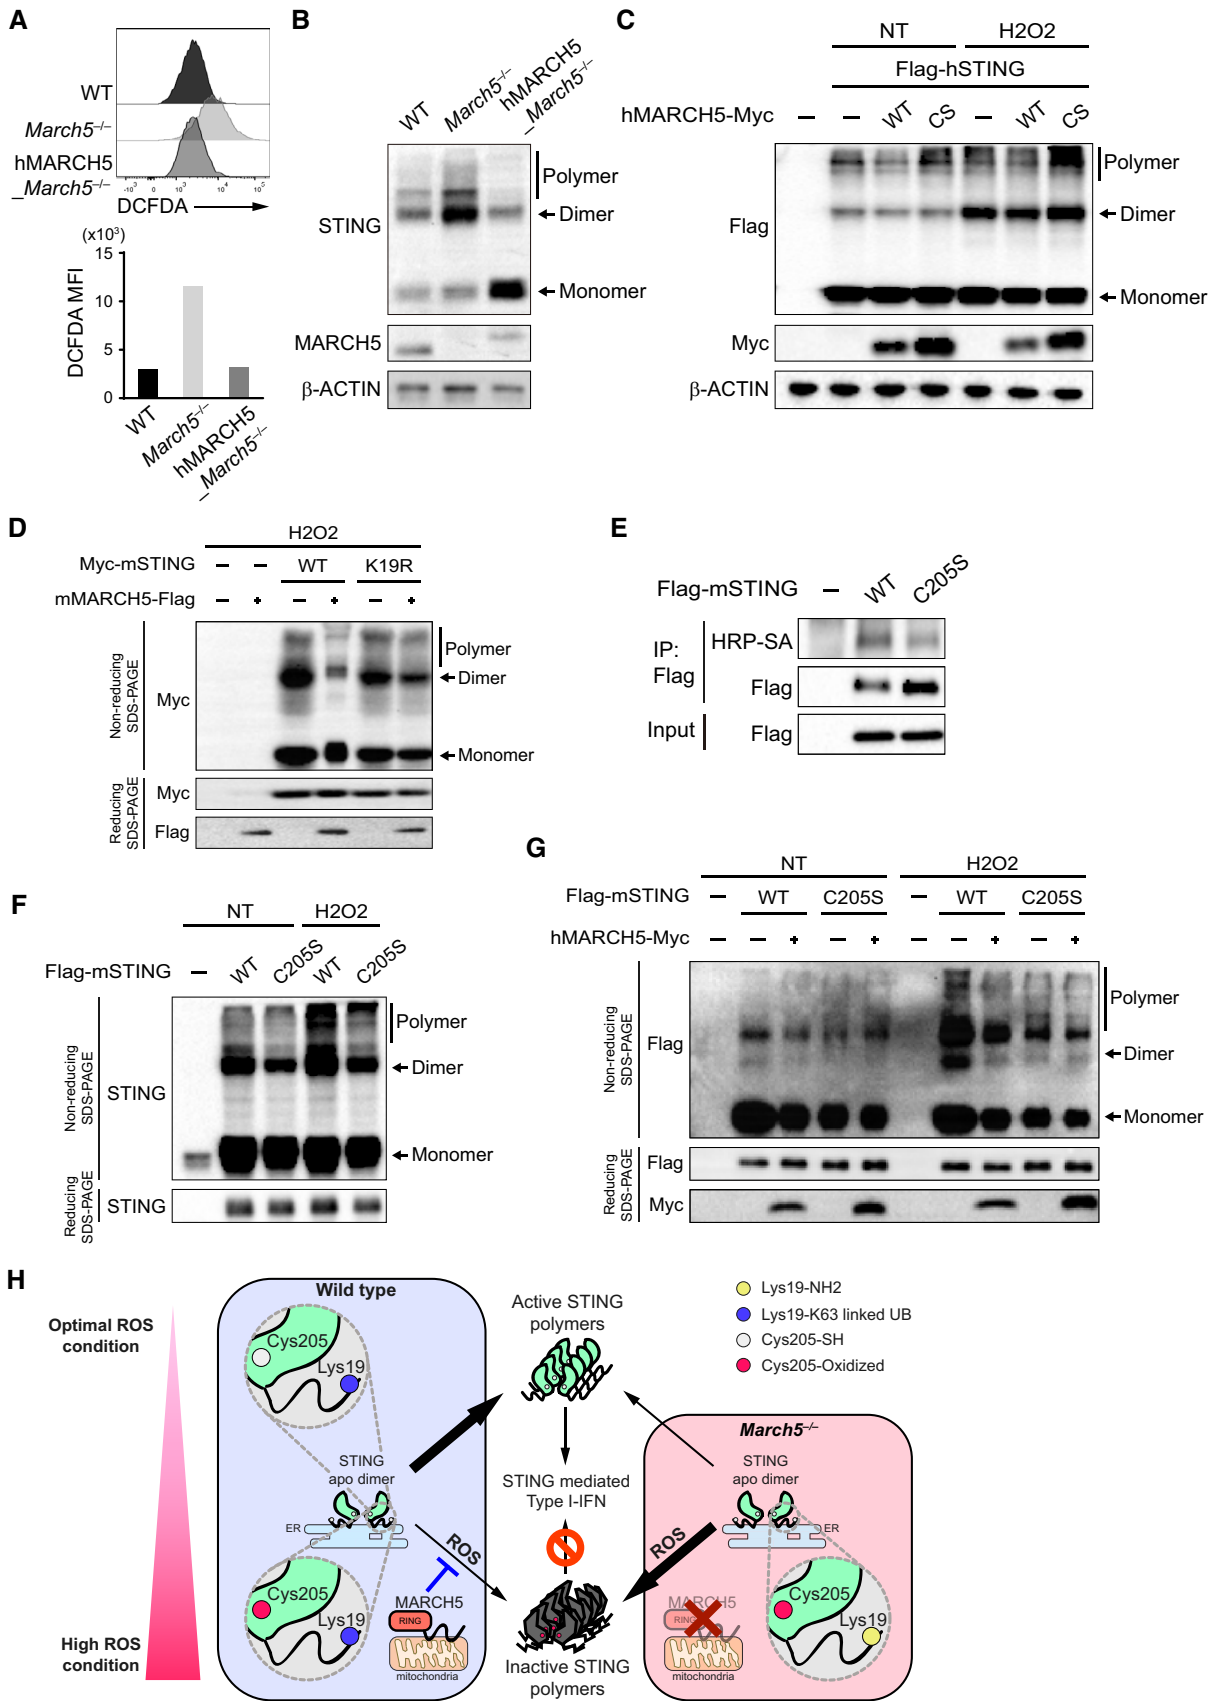 A
WT
March5–/–
hMARCH5
_March5–/–
-10³ 0 10³ 10⁴ 10⁵
DCFDA
(x10³)
15
10
5
0
DCFDA MFI
WT
March5–/–
hMARCH5
_March5–/–
B
WT
March5–/–
hMARCH5
_March5–/–
STING
Polymer
Dimer
Monomer
MARCH5
β-ACTIN
C
NT H2O2
Flag-hSTING
hMARCH5-Myc – – WT CS – WT CS
Flag
Polymer
Dimer
Monomer
Myc
β-ACTIN
D
H2O2
Myc-mSTING – – WT K19R
mMARCH5-Flag – + – + – +
Non-reducing
SDS-PAGE
Myc
Polymer
Dimer
Monomer
Reducing
SDS-PAGE
Myc
Flag
E
Flag-mSTING – WT C205S
IP:
Flag
HRP-SA
Flag
Input
Flag
F
NT H2O2
Flag-mSTING – WT C205S WT C205S
Non-reducing
SDS-PAGE
STING
Polymer
Dimer
Monomer
Reducing
SDS-PAGE
STING
G
NT H2O2
Flag-mSTING – WT C205S – WT C205S
hMARCH5-Myc – – + – + – – + – +
Non-reducing
SDS-PAGE
Flag
Polymer
Dimer
Monomer
Reducing
SDS-PAGE
Flag
Myc
H
Optimal ROS
condition
High ROS
condition
Wild type
Cys205
Lys19
STING
apo dimer
ER
ROS
Cys205
Lys19
MARCH5
RING
mitochondria
Active STING
polymers
STING mediated
Type I-IFN
Inactive STING
polymers
Lys19-NH2
Lys19-K63 linked UB
Cys205-SH
Cys205-Oxidized
March5–/–
STING
apo dimer
ER
ROS
MARCH5
RING
mitochondria
Cys205
Lys19